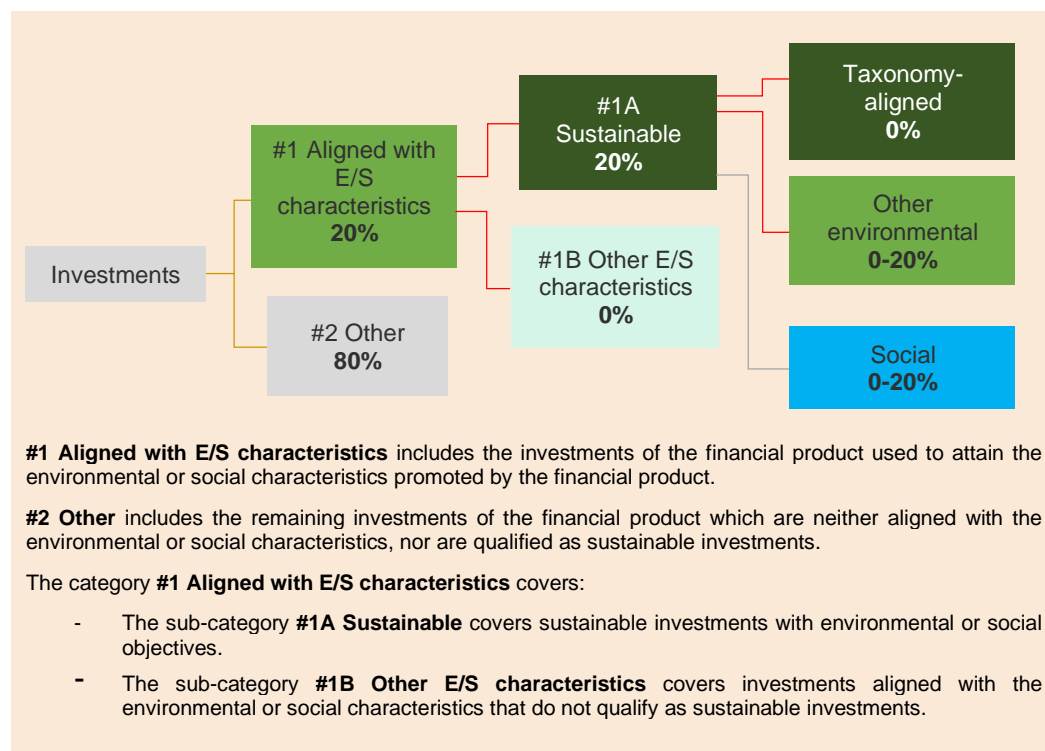 Investments
#1 Aligned with
E/S
characteristics
20%
#2 Other
80%
#1A
Sustainable
20%
#1B Other E/S
characteristics
0%
Taxonomy-
aligned
0%
Other
environmental
0-20%
Social
0-20%
#1 Aligned with E/S characteristics includes the investments of the financial product used to attain the
environmental or social characteristics promoted by the financial product.
#2 Other includes the remaining investments of the financial product which are neither aligned with the
environmental or social characteristics, nor are qualified as sustainable investments.
The category #1 Aligned with E/S characteristics covers:
- The sub-category #1A Sustainable covers sustainable investments with environmental or social
objectives.
- The sub-category #1B Other E/S characteristics covers investments aligned with the
environmental or social characteristics that do not qualify as sustainable investments.